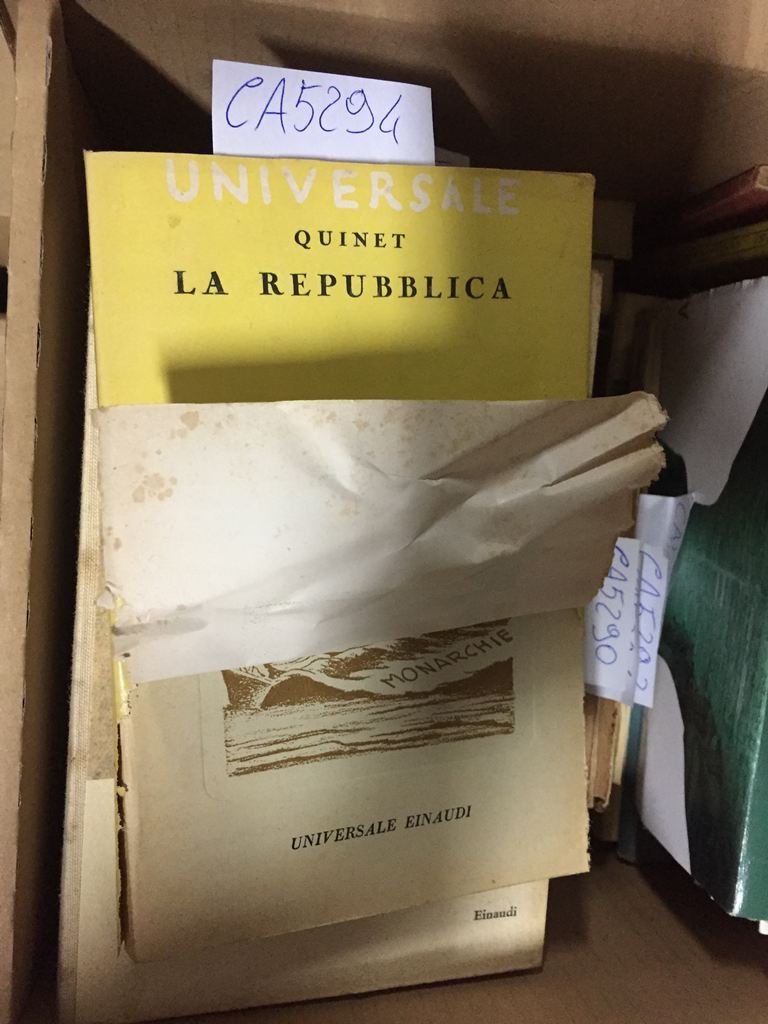 CA5294
UNIVERSALE
QUINET
LA REPUBBLICA
CA5290
MONARCHIE
UNIVERSALE EINAUDI
Einaudi